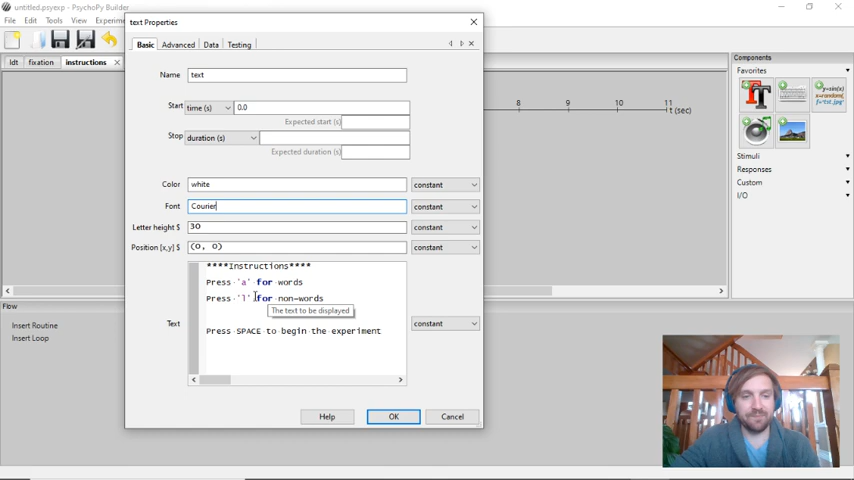 untitled.psyexp - PsychoPy Builder
File Edit Tools View Experime
ldt fixation instructions
text Properties
Basic Advanced Data Testing
Name text
Start time (s) 0.0
Expected start (s)
Stop duration (s)
Expected duration (s)
Color white constant
Font Courier constant
Letter height $ 30 constant
Position [x,y] $ (0, 0) constant
Text constant
****Instructions****
Press 'a' for words
Press 'l' for non-words
The text to be displayed
Press SPACE to begin the experiment
Help OK Cancel
8 9 10 11 t (sec)
Components
Favorites
Stimuli
Responses
Custom
I/O
Flow
Insert Routine
Insert Loop